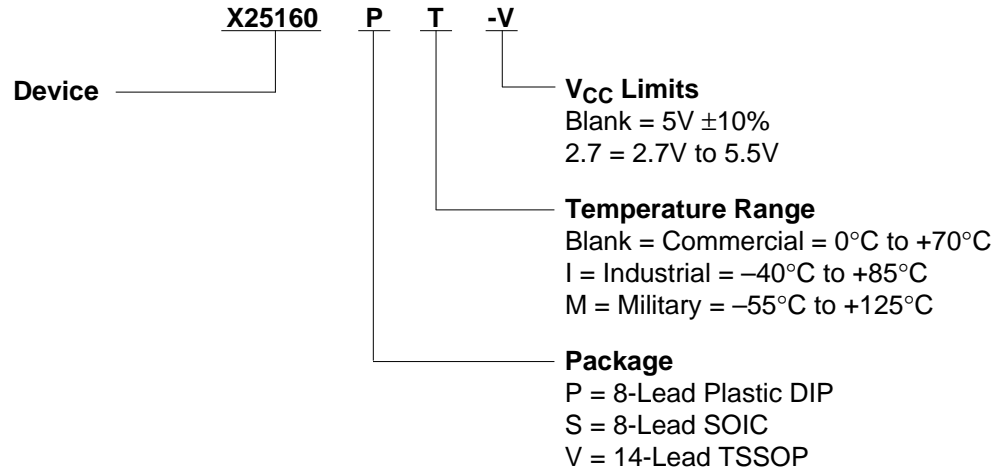 X25160 P T -V
Device
VCC Limits
Blank = 5V ±10%
2.7 = 2.7V to 5.5V
Temperature Range
Blank = Commercial = 0°C to +70°C
I = Industrial = –40°C to +85°C
M = Military = –55°C to +125°C
Package
P = 8-Lead Plastic DIP
S = 8-Lead SOIC
V = 14-Lead TSSOP